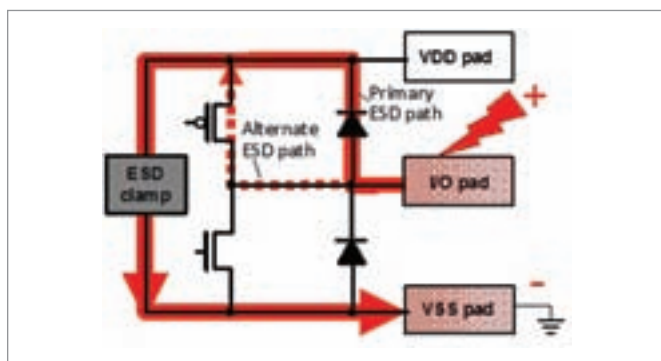 VDD pad
Primary
ESD path
+
Alternate
ESD path
ESD
clamp
I/O pad
-
VSS pad